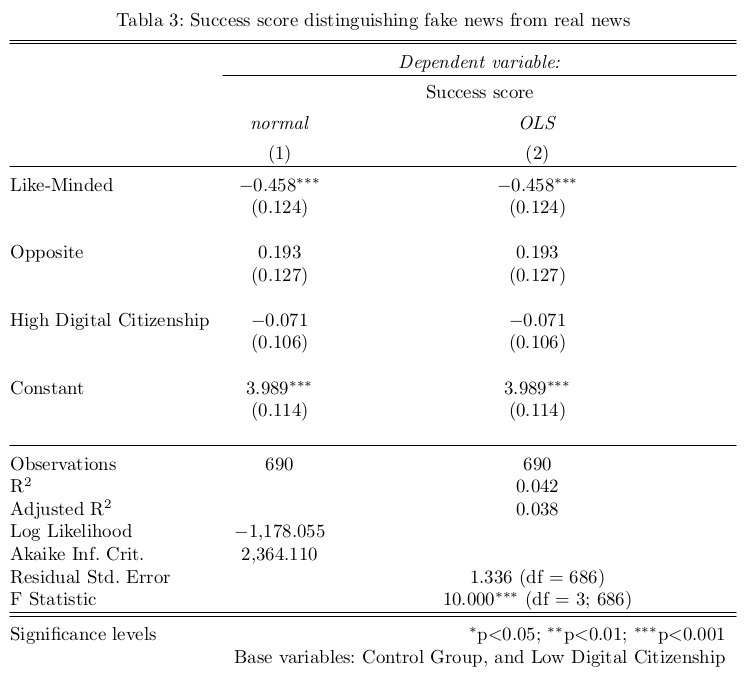 Tabla 3: Success score distinguishing fake news from real news
Dependent variable:
Success score
normal OLS
(1) (2)
Like-Minded −0.458*** −0.458***
(0.124) (0.124)
Opposite 0.193 0.193
(0.127) (0.127)
High Digital Citizenship −0.071 −0.071
(0.106) (0.106)
Constant 3.989*** 3.989***
(0.114) (0.114)
Observations 690 690
R² 0.042
Adjusted R² 0.038
Log Likelihood −1,178.055
Akaike Inf. Crit. 2,364.110
Residual Std. Error 1.336 (df = 686)
F Statistic 10.000*** (df = 3; 686)
Significance levels *p<0.05; **p<0.01; ***p<0.001
Base variables: Control Group, and Low Digital Citizenship